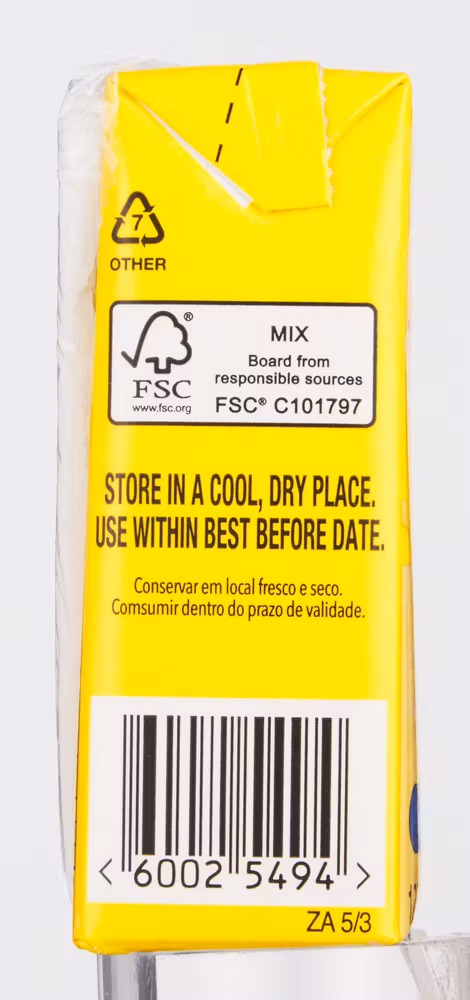 7
OTHER
FSC®
www.fsc.org
MIX
Board from
responsible sources
FSC® C101797
STORE IN A COOL, DRY PLACE.
USE WITHIN BEST BEFORE DATE.
Conservar em local fresco e seco.
Comsumir dentro do prazo de validade.
<6002 5494>
ZA 5/3